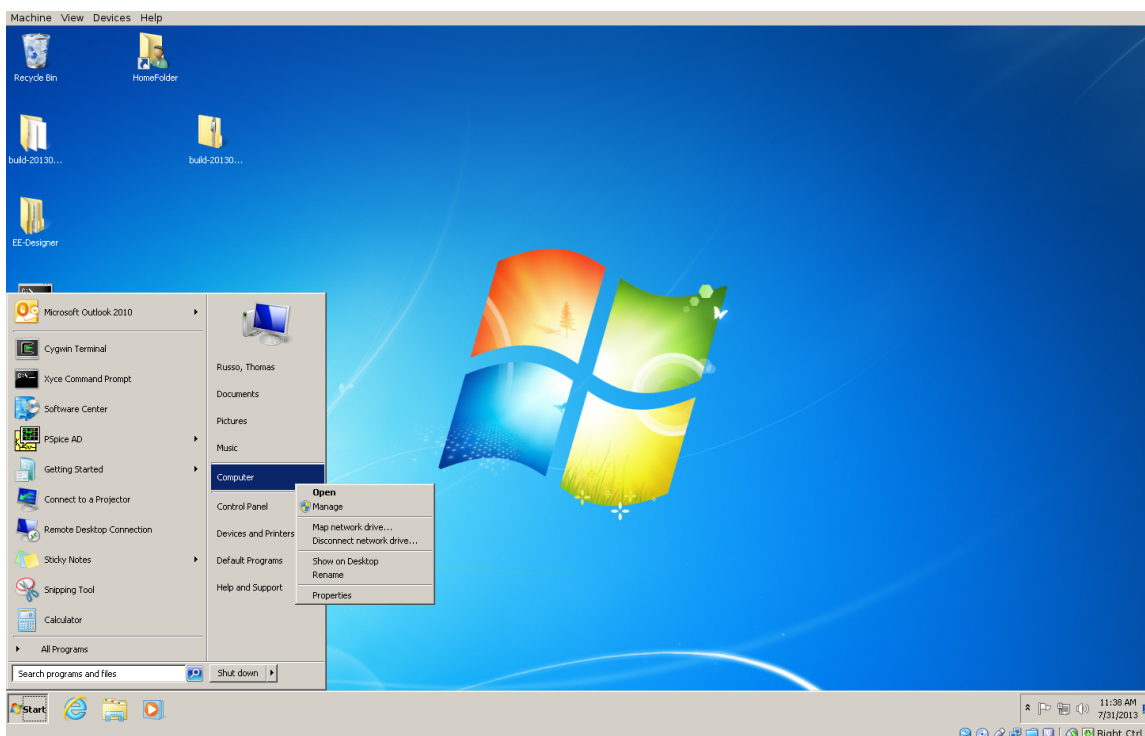 Machine View Devices Help
Recycle Bin
HomeFolder
build-20130...
build-20130...
EE-Designer
Microsoft Outlook 2010
Cygwin Terminal
Xyce Command Prompt
Software Center
PSpice AD
Getting Started
Connect to a Projector
Remote Desktop Connection
Sticky Notes
Snipping Tool
Calculator
All Programs
Search programs and files
Russo, Thomas
Documents
Pictures
Music
Computer
Control Panel
Devices and Printers
Default Programs
Help and Support
Shut down
Open
Manage
Map network drive...
Disconnect network drive...
Show on Desktop
Rename
Properties
Start
11:38 AM
7/31/2013
Right Ctrl